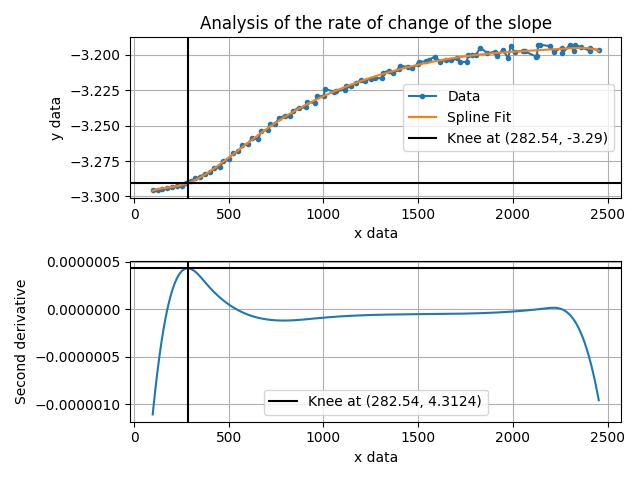 Analysis of the rate of change of the slope
−3.200
−3.225
−3.250
−3.275
−3.300
y data
Data
Spline Fit
Knee at (282.54, -3.29)
0 500 1000 1500 2000 2500
x data
0.0000005
0.0000000
−0.0000005
−0.0000010
Second derivative
Knee at (282.54, 4.3124)
0 500 1000 1500 2000 2500
x data